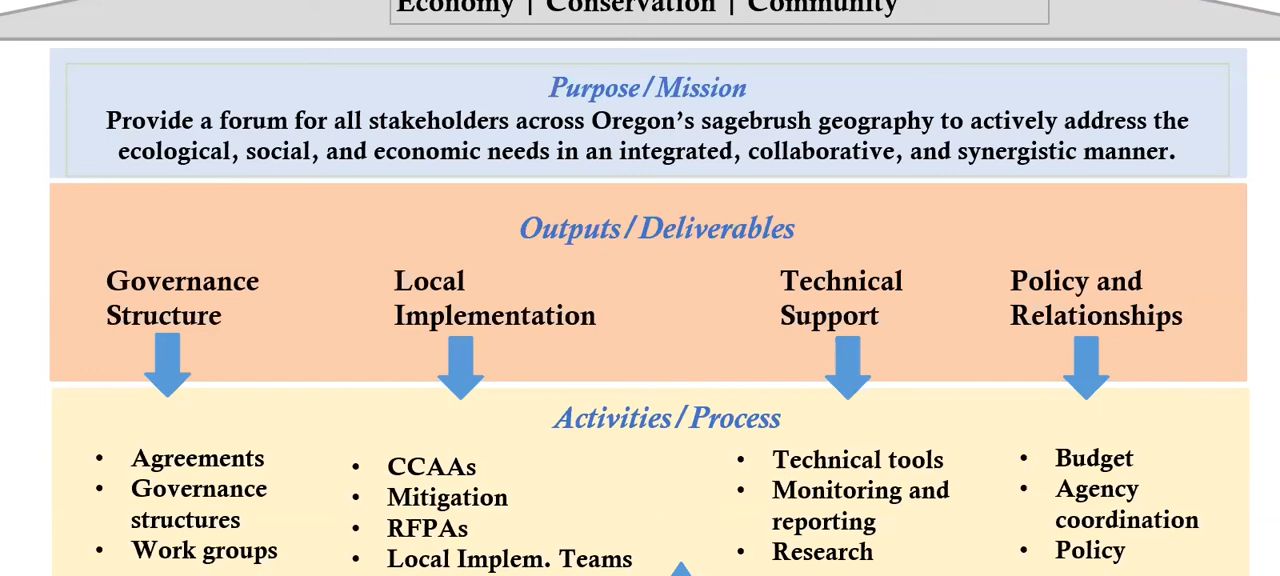 Economy | Conservation | Community
Purpose/Mission
Provide a forum for all stakeholders across Oregon's sagebrush geography to actively address the
ecological, social, and economic needs in an integrated, collaborative, and synergistic manner.
Outputs/Deliverables
Governance
Structure
Local
Implementation
Technical
Support
Policy and
Relationships
Activities/Process
• Agreements
• Governance
structures
• Work groups
• CCAAs
• Mitigation
• RFPAs
• Local Implem. Teams
• Technical tools
• Monitoring and
reporting
• Research
• Budget
• Agency
coordination
• Policy